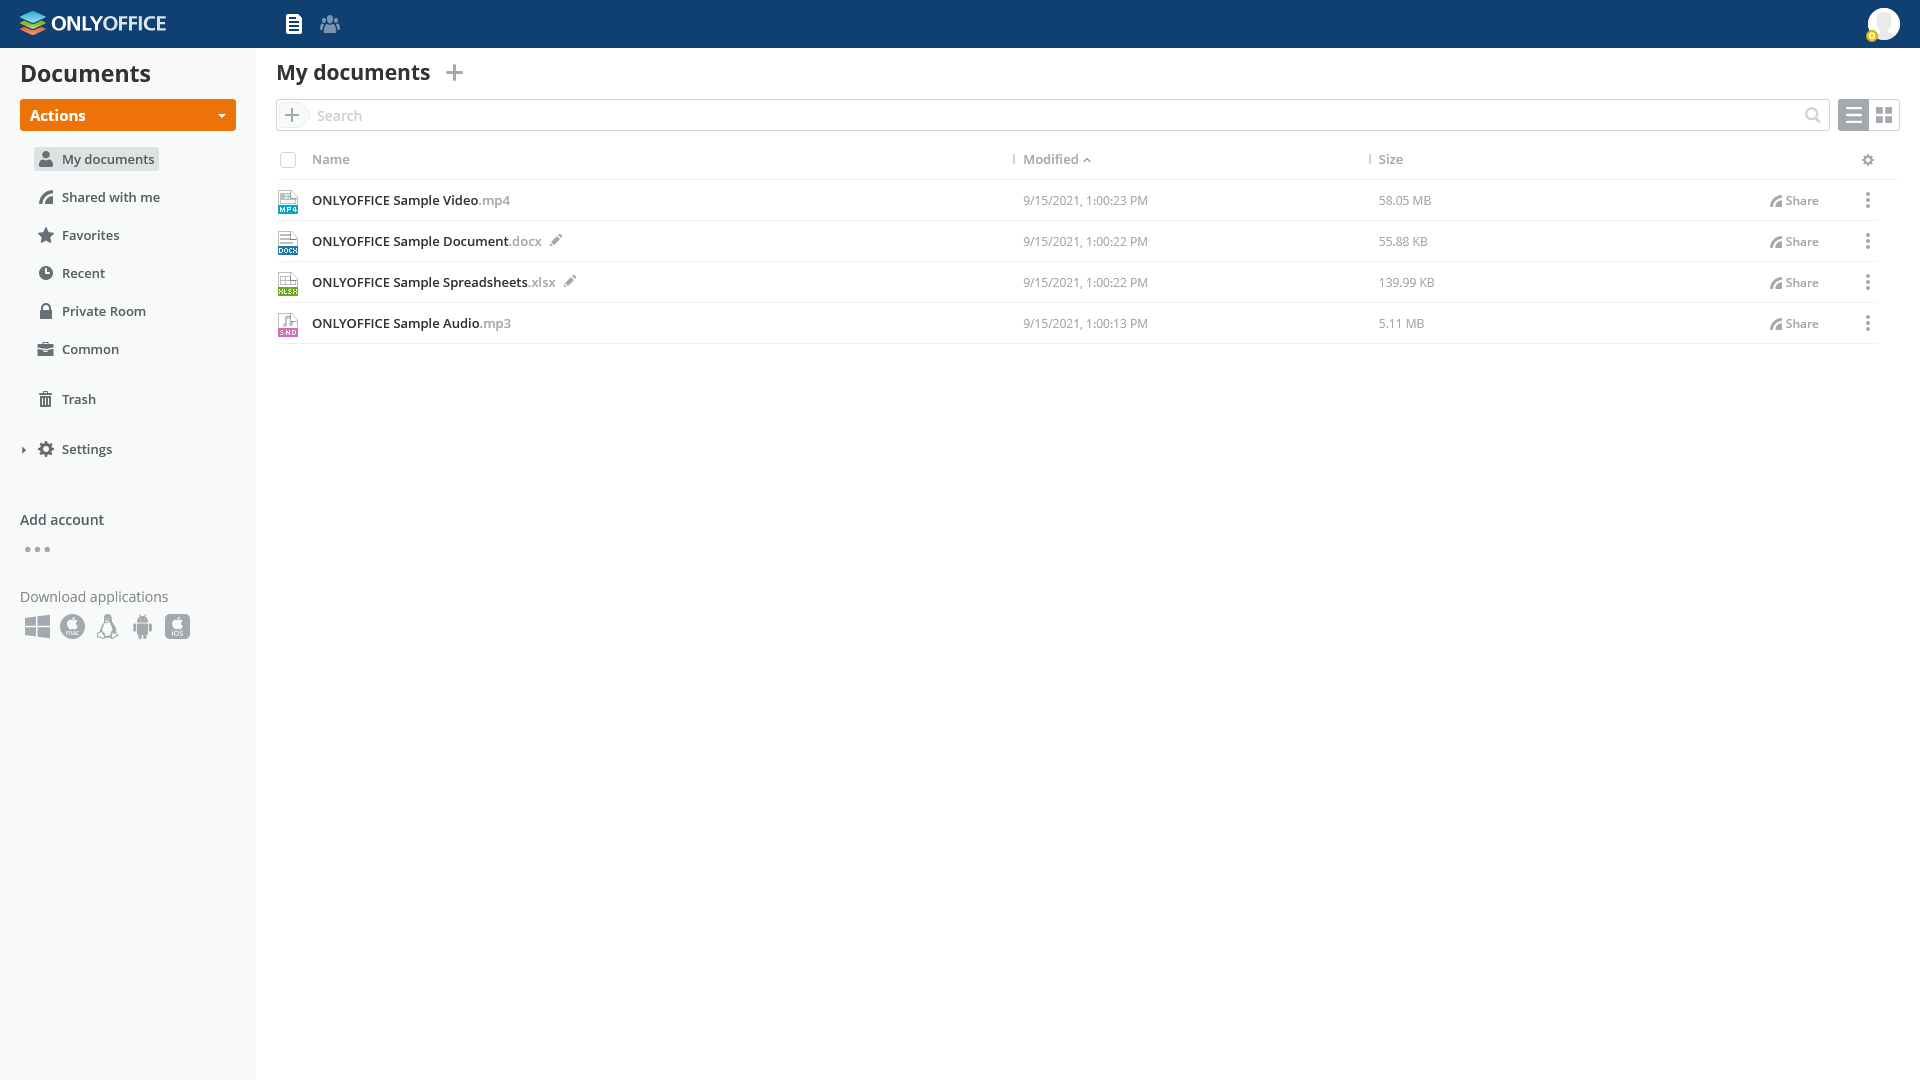 ONLYOFFICE
Documents
Actions
My documents
Shared with me
Favorites
Recent
Private Room
Common
Trash
Settings
Add account
Download applications
mac
iOS
My documents
Search
Name Modified Size
MP4 ONLYOFFICE Sample Video.mp4 9/15/2021, 1:00:23 PM 58.05 MB Share
DOCX ONLYOFFICE Sample Document.docx 9/15/2021, 1:00:22 PM 55.88 KB Share
XLSX ONLYOFFICE Sample Spreadsheets.xlsx 9/15/2021, 1:00:22 PM 139.99 KB Share
SND ONLYOFFICE Sample Audio.mp3 9/15/2021, 1:00:13 PM 5.11 MB Share